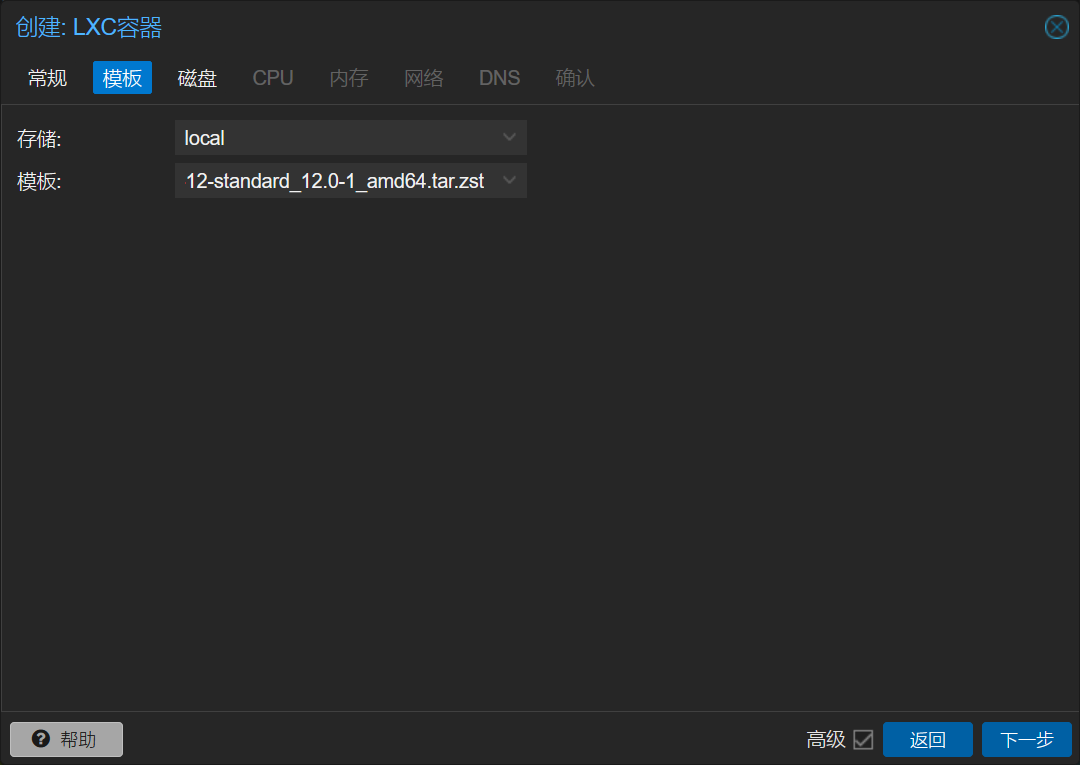 创建: LXC容器
常规 模板 磁盘 CPU 内存 网络 DNS 确认
存储: local
模板: 12-standard_12.0-1_amd64.tar.zst
帮助 高级 返回 下一步